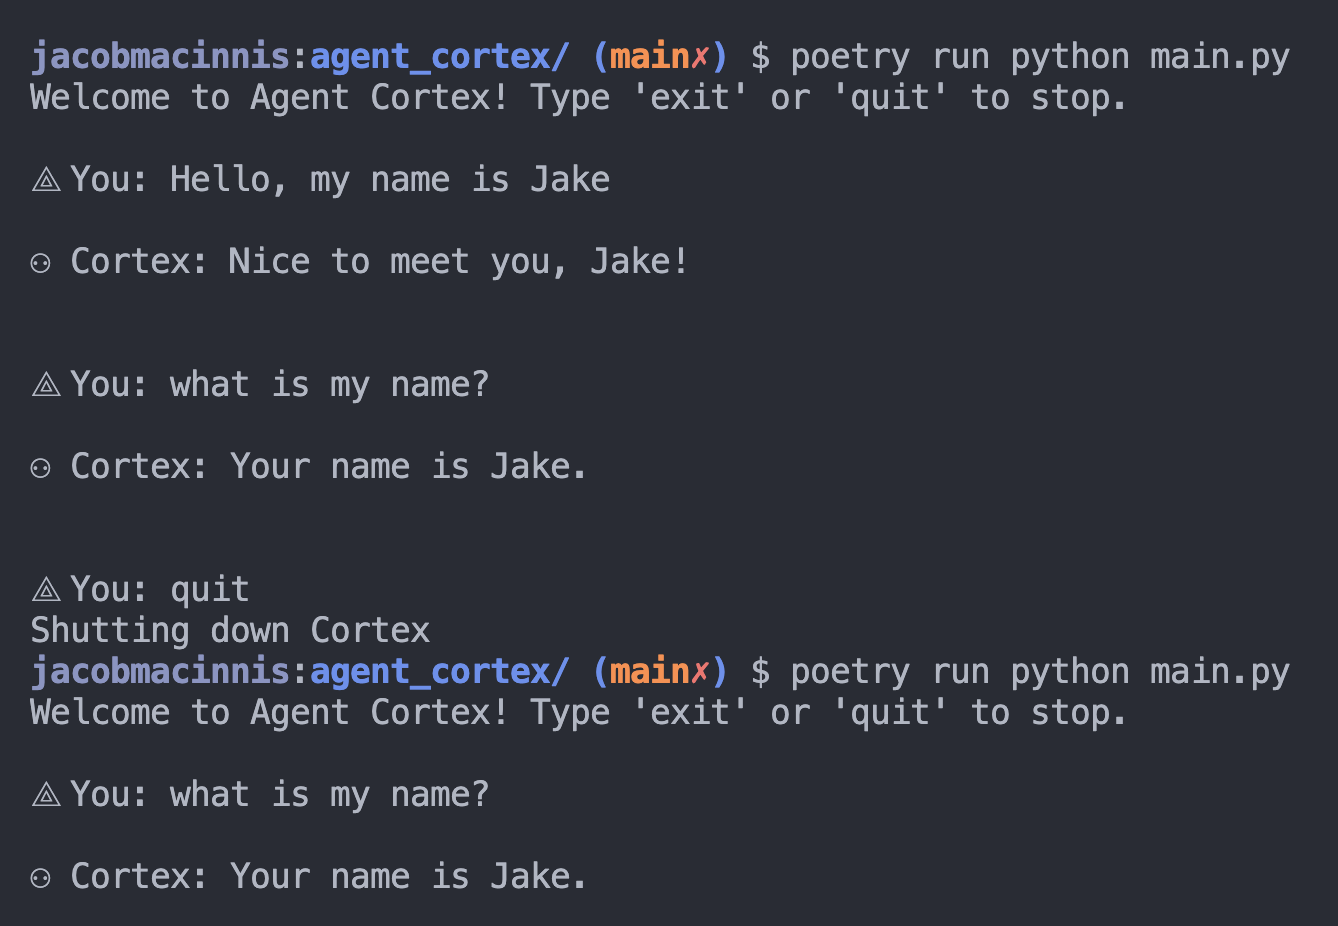 jacobmacinnis:agent_cortex/ (main✗) $ poetry run python main.py
Welcome to Agent Cortex! Type 'exit' or 'quit' to stop.
⟁ You: Hello, my name is Jake
⚇ Cortex: Nice to meet you, Jake!
⟁ You: what is my name?
⚇ Cortex: Your name is Jake.
⟁ You: quit
Shutting down Cortex
jacobmacinnis:agent_cortex/ (main✗) $ poetry run python main.py
Welcome to Agent Cortex! Type 'exit' or 'quit' to stop.
⟁ You: what is my name?
⚇ Cortex: Your name is Jake.